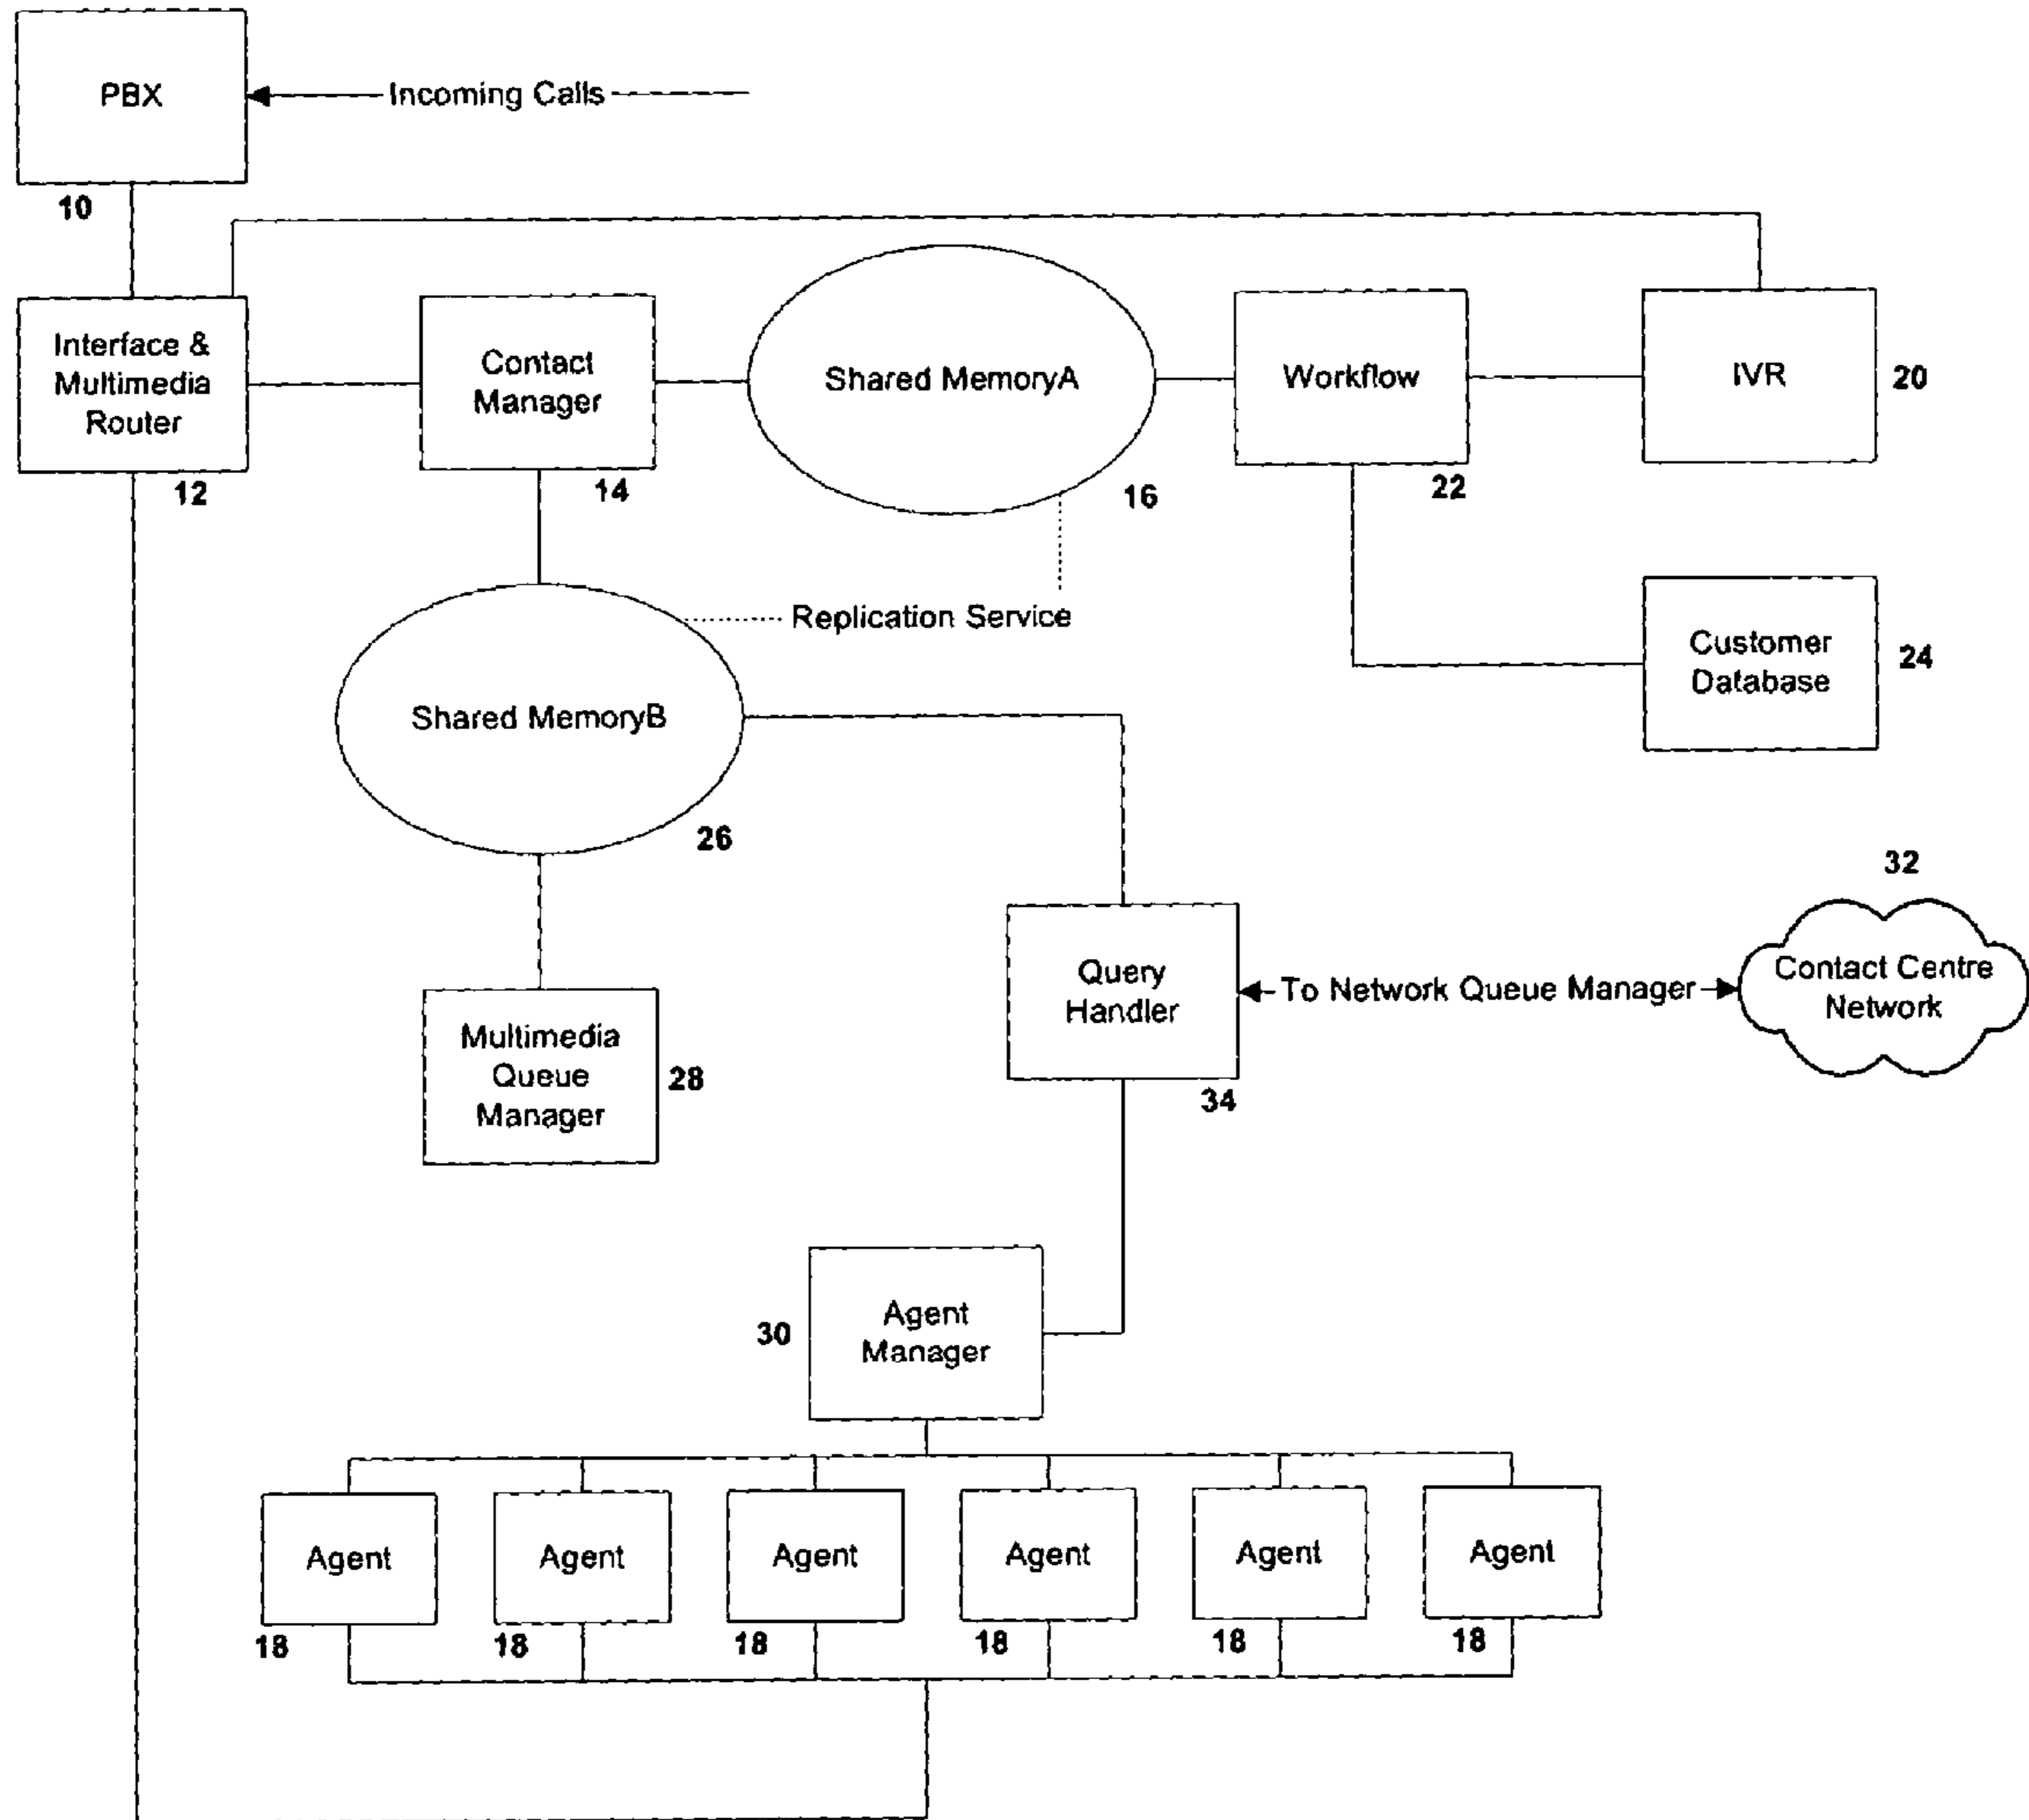 PBX
Incoming Calls
10
Interface &
Multimedia
Router
12
Contact
Manager
14
Shared MemoryA
16
Workflow
22
IVR
20
Replication Service
Customer
Database
24
Shared MemoryB
26
32
Contact Centre
Network
Query
Handler
34
To Network Queue Manager
Multimedia
Queue
Manager
28
30
Agent
Manager
Agent
Agent
Agent
Agent
Agent
Agent
18
18
18
18
18
18